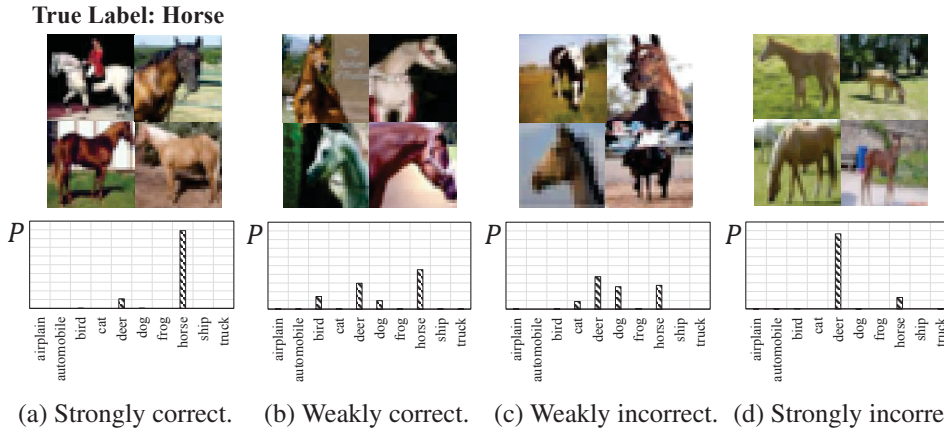 True Label: Horse
P
airplain
automobile
bird
cat
deer
dog
frog
horse
ship
truck
P
airplain
automobile
bird
cat
deer
dog
frog
horse
ship
truck
P
airplain
automobile
bird
cat
deer
dog
frog
horse
ship
truck
P
airplain
automobile
bird
cat
deer
dog
frog
horse
ship
truck
(a) Strongly correct. (b) Weakly correct. (c) Weakly incorrect. (d) Strongly incorre